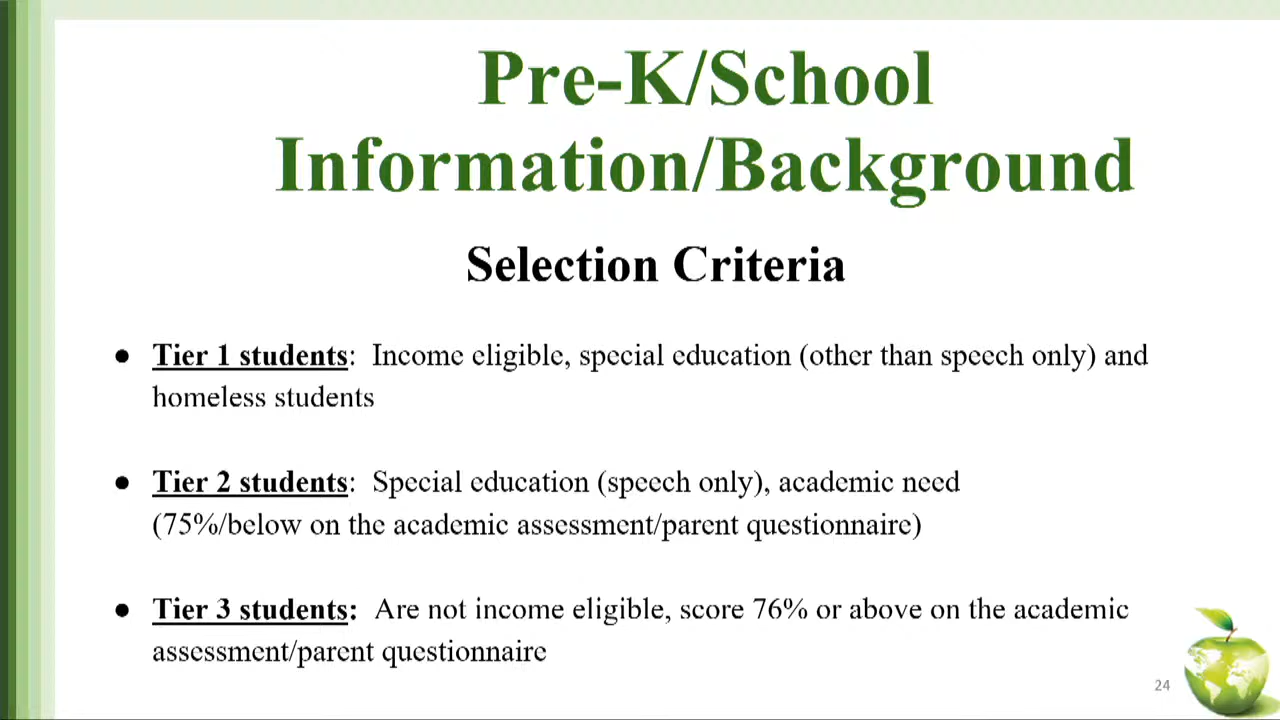 Pre-K/School
Information/Background
Selection Criteria
● Tier 1 students: Income eligible, special education (other than speech only) and
homeless students
● Tier 2 students: Special education (speech only), academic need
(75%/below on the academic assessment/parent questionnaire)
● Tier 3 students: Are not income eligible, score 76% or above on the academic
assessment/parent questionnaire
24